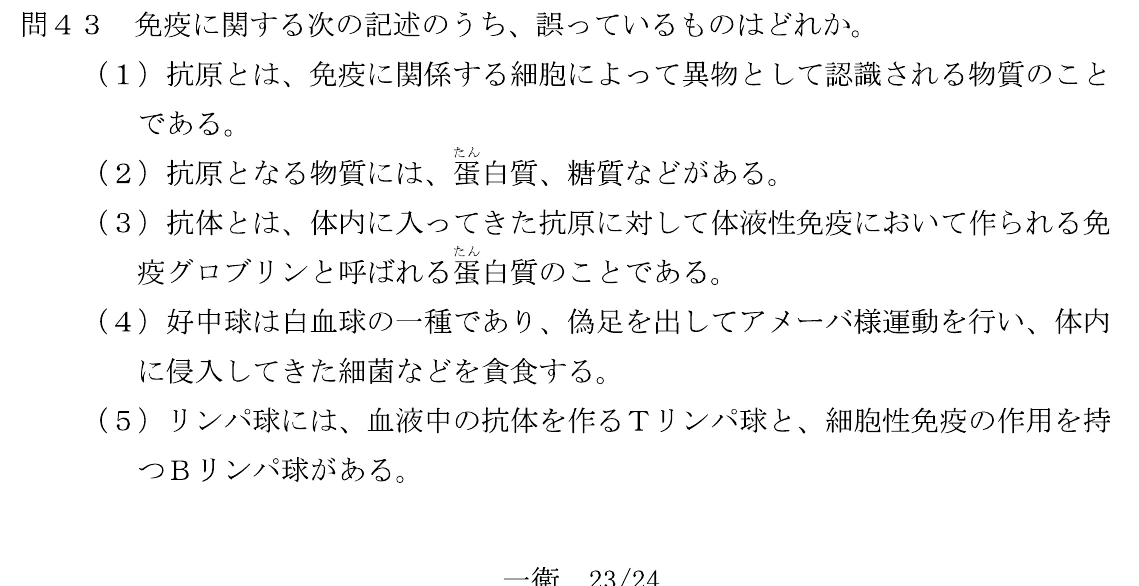 問４３　免疫に関する次の記述のうち、誤っているものはどれか。
（１）抗原とは、免疫に関係する細胞によって異物として認識される物質のこと
である。
（２）抗原となる物質には、蛋白質、糖質などがある。
たん
（３）抗体とは、体内に入ってきた抗原に対して体液性免疫において作られる免
疫グロブリンと呼ばれる蛋白質のことである。
たん
（４）好中球は白血球の一種であり、偽足を出してアメーバ様運動を行い、体内
に侵入してきた細菌などを貪食する。
（５）リンパ球には、血液中の抗体を作るＴリンパ球と、細胞性免疫の作用を持
つＢリンパ球がある。
一衛　23/24